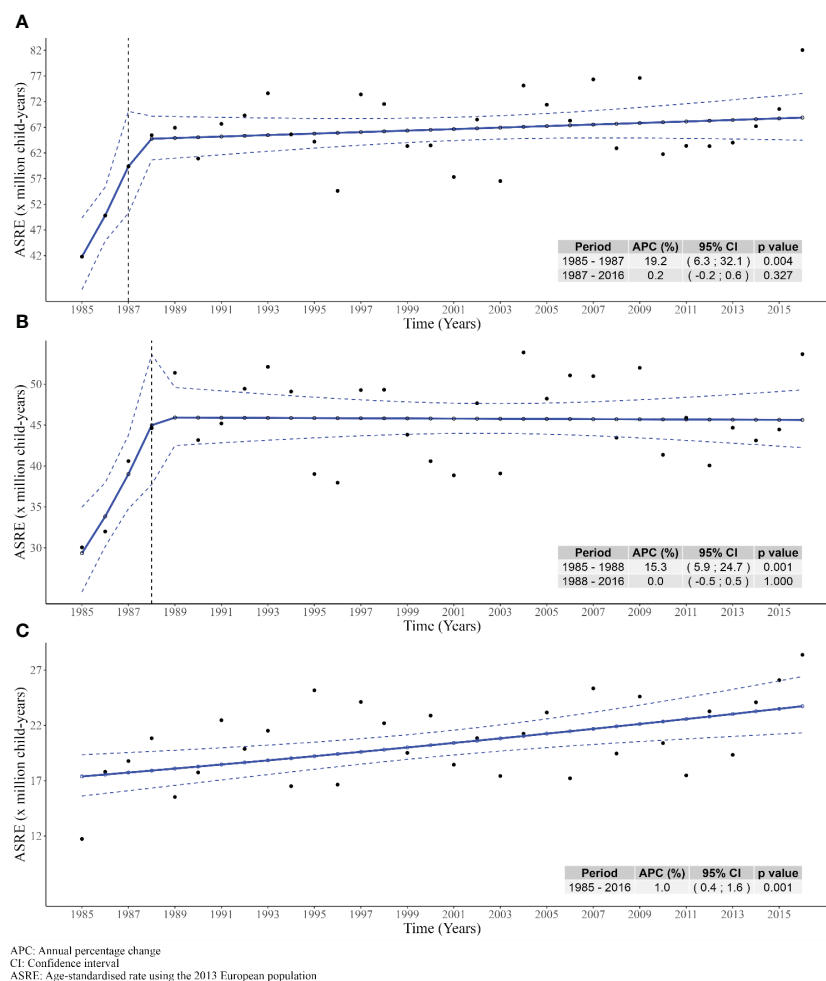 A
ASRE (x million child-years)
82
77
72
67
62
57
52
47
42
Period APC (%) 95% CI p value
1985 - 1987 19.2 ( 6.3 ; 32.1 ) 0.004
1987 - 2016 0.2 ( -0.2 ; 0.6 ) 0.327
1985 1987 1989 1991 1993 1995 1997 1999 2001 2003 2005 2007 2009 2011 2013 2015
Time (Years)
B
ASRE (x million child-years)
50
45
40
35
30
Period APC (%) 95% CI p value
1985 - 1988 15.3 ( 5.9 ; 24.7 ) 0.001
1988 - 2016 0.0 ( -0.5 ; 0.5 ) 1.000
1985 1987 1989 1991 1993 1995 1997 1999 2001 2003 2005 2007 2009 2011 2013 2015
Time (Years)
C
ASRE (x million child-years)
27
22
17
12
Period APC (%) 95% CI p value
1985 - 2016 1.0 ( 0.4 ; 1.6 ) 0.001
1985 1987 1989 1991 1993 1995 1997 1999 2001 2003 2005 2007 2009 2011 2013 2015
Time (Years)
APC: Annual percentage change
CI: Confidence interval
ASRE: Age-standardised rate using the 2013 European population